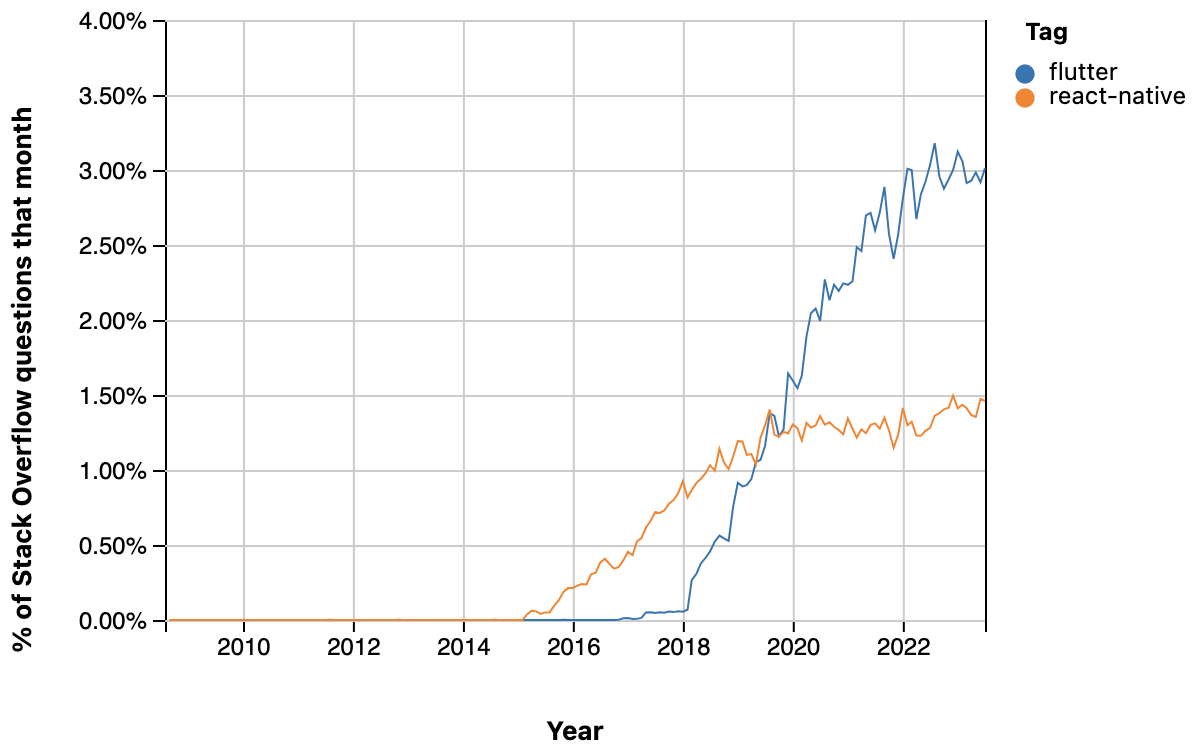 % of Stack Overflow questions that month
4.00%
3.50%
3.00%
2.50%
2.00%
1.50%
1.00%
0.50%
0.00%
2010 2012 2014 2016 2018 2020 2022
Year
Tag
flutter
react-native